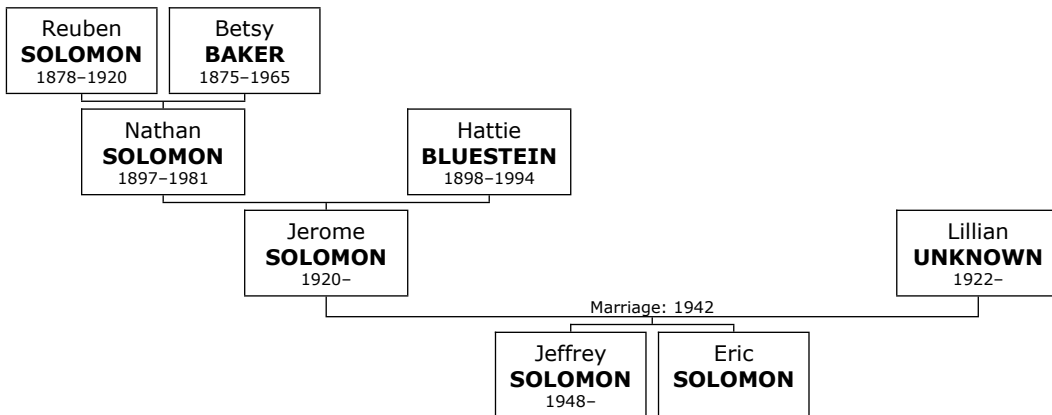 Reuben
SOLOMON
1878–1920
Betsy
BAKER
1875–1965
Nathan
SOLOMON
1897–1981
Hattie
BLUESTEIN
1898–1994
Jerome
SOLOMON
1920–
Lillian
UNKNOWN
1922–
Marriage: 1942
Jeffrey
SOLOMON
1948–
Eric
SOLOMON